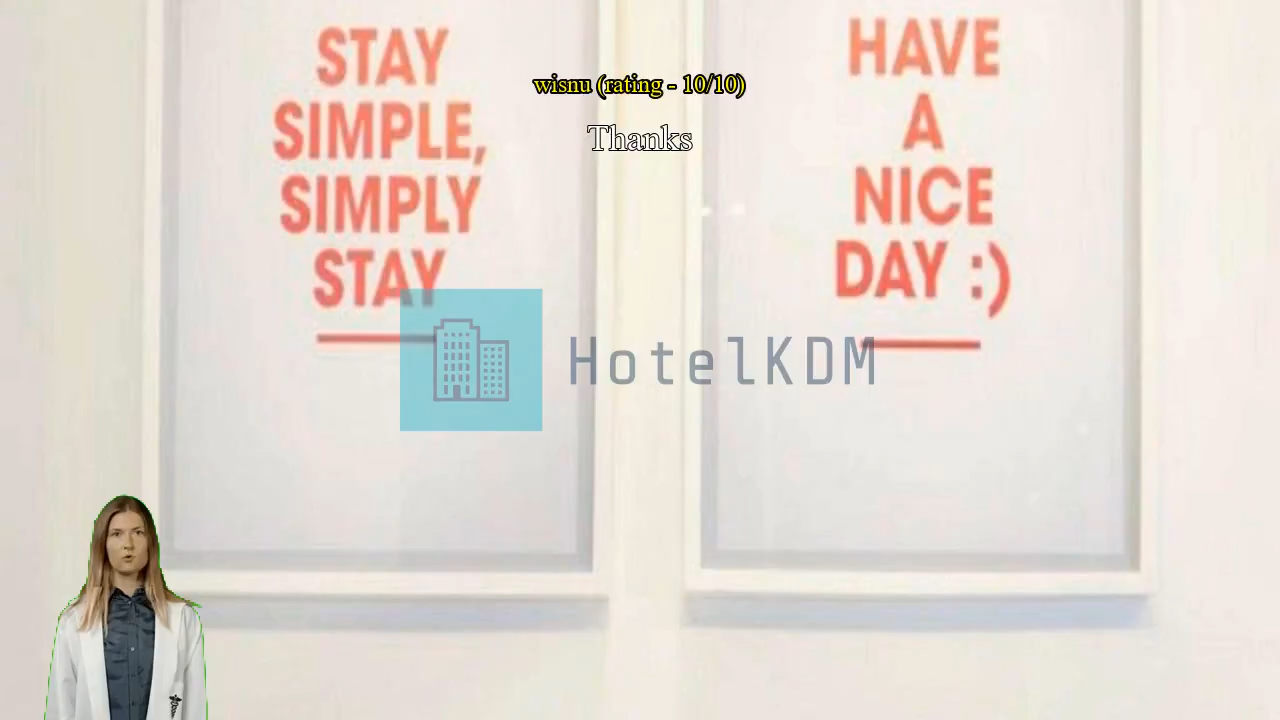 STAY
SIMPLE,
SIMPLY
STAY
wisnu (rating - 10/10)
Thanks
HAVE
A
NICE
DAY :)
HotelKDM